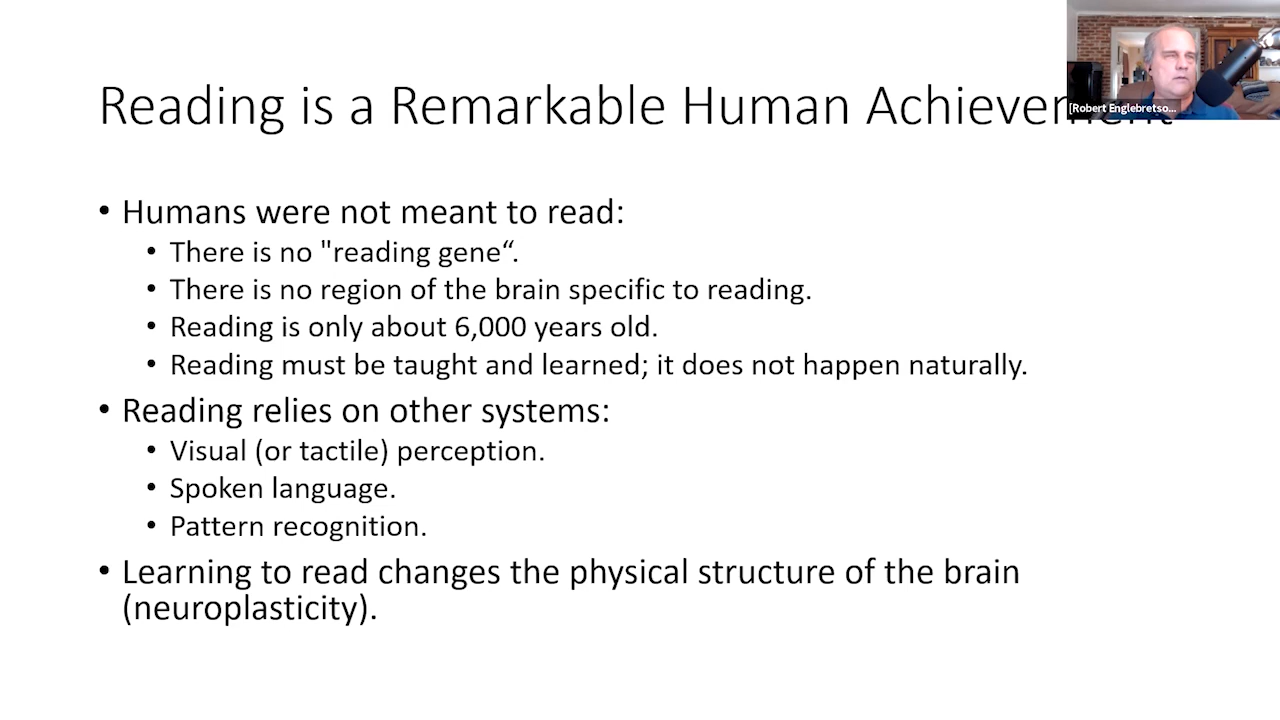 Reading is a Remarkable Human Achievement
[Robert Englebretso...
• Humans were not meant to read:
• There is no "reading gene“.
• There is no region of the brain specific to reading.
• Reading is only about 6,000 years old.
• Reading must be taught and learned; it does not happen naturally.
• Reading relies on other systems:
• Visual (or tactile) perception.
• Spoken language.
• Pattern recognition.
• Learning to read changes the physical structure of the brain
(neuroplasticity).